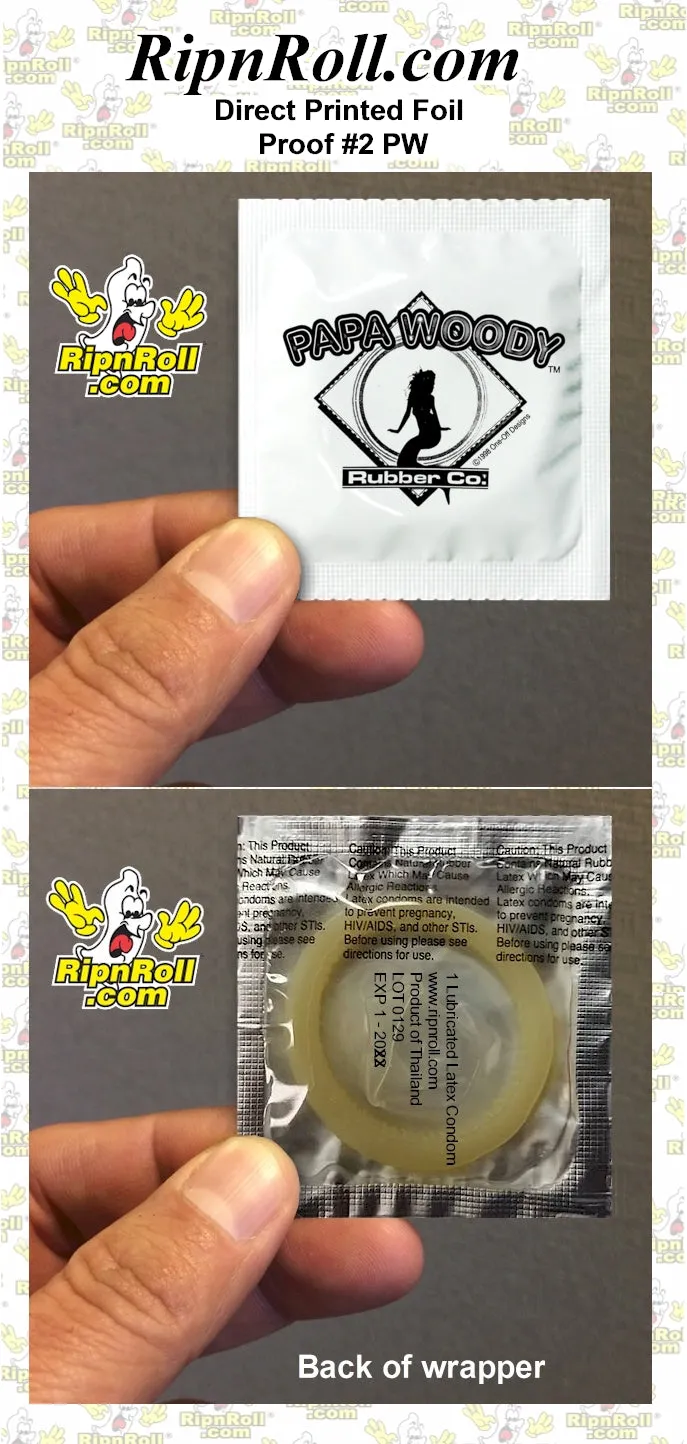 RipnRoll.com
Direct Printed Foil
Proof #2 PW
RipnRoll
.com
PAPA WOODY
TM
©1998 One-Off Designs
Rubber Co.
RipnRoll
.com
Caution: This Product
Contains Natural Rubber
Latex Which May Cause
Allergic Reactions.
Latex condoms are intended
to prevent pregnancy,
HIV/AIDS, and other STIs.
Before using please see
directions for use.
1 Lubricated Latex Condom
www.ripnroll.com
Product of Thailand
LOT 0129
EXP 1 - 20XX
Back of wrapper